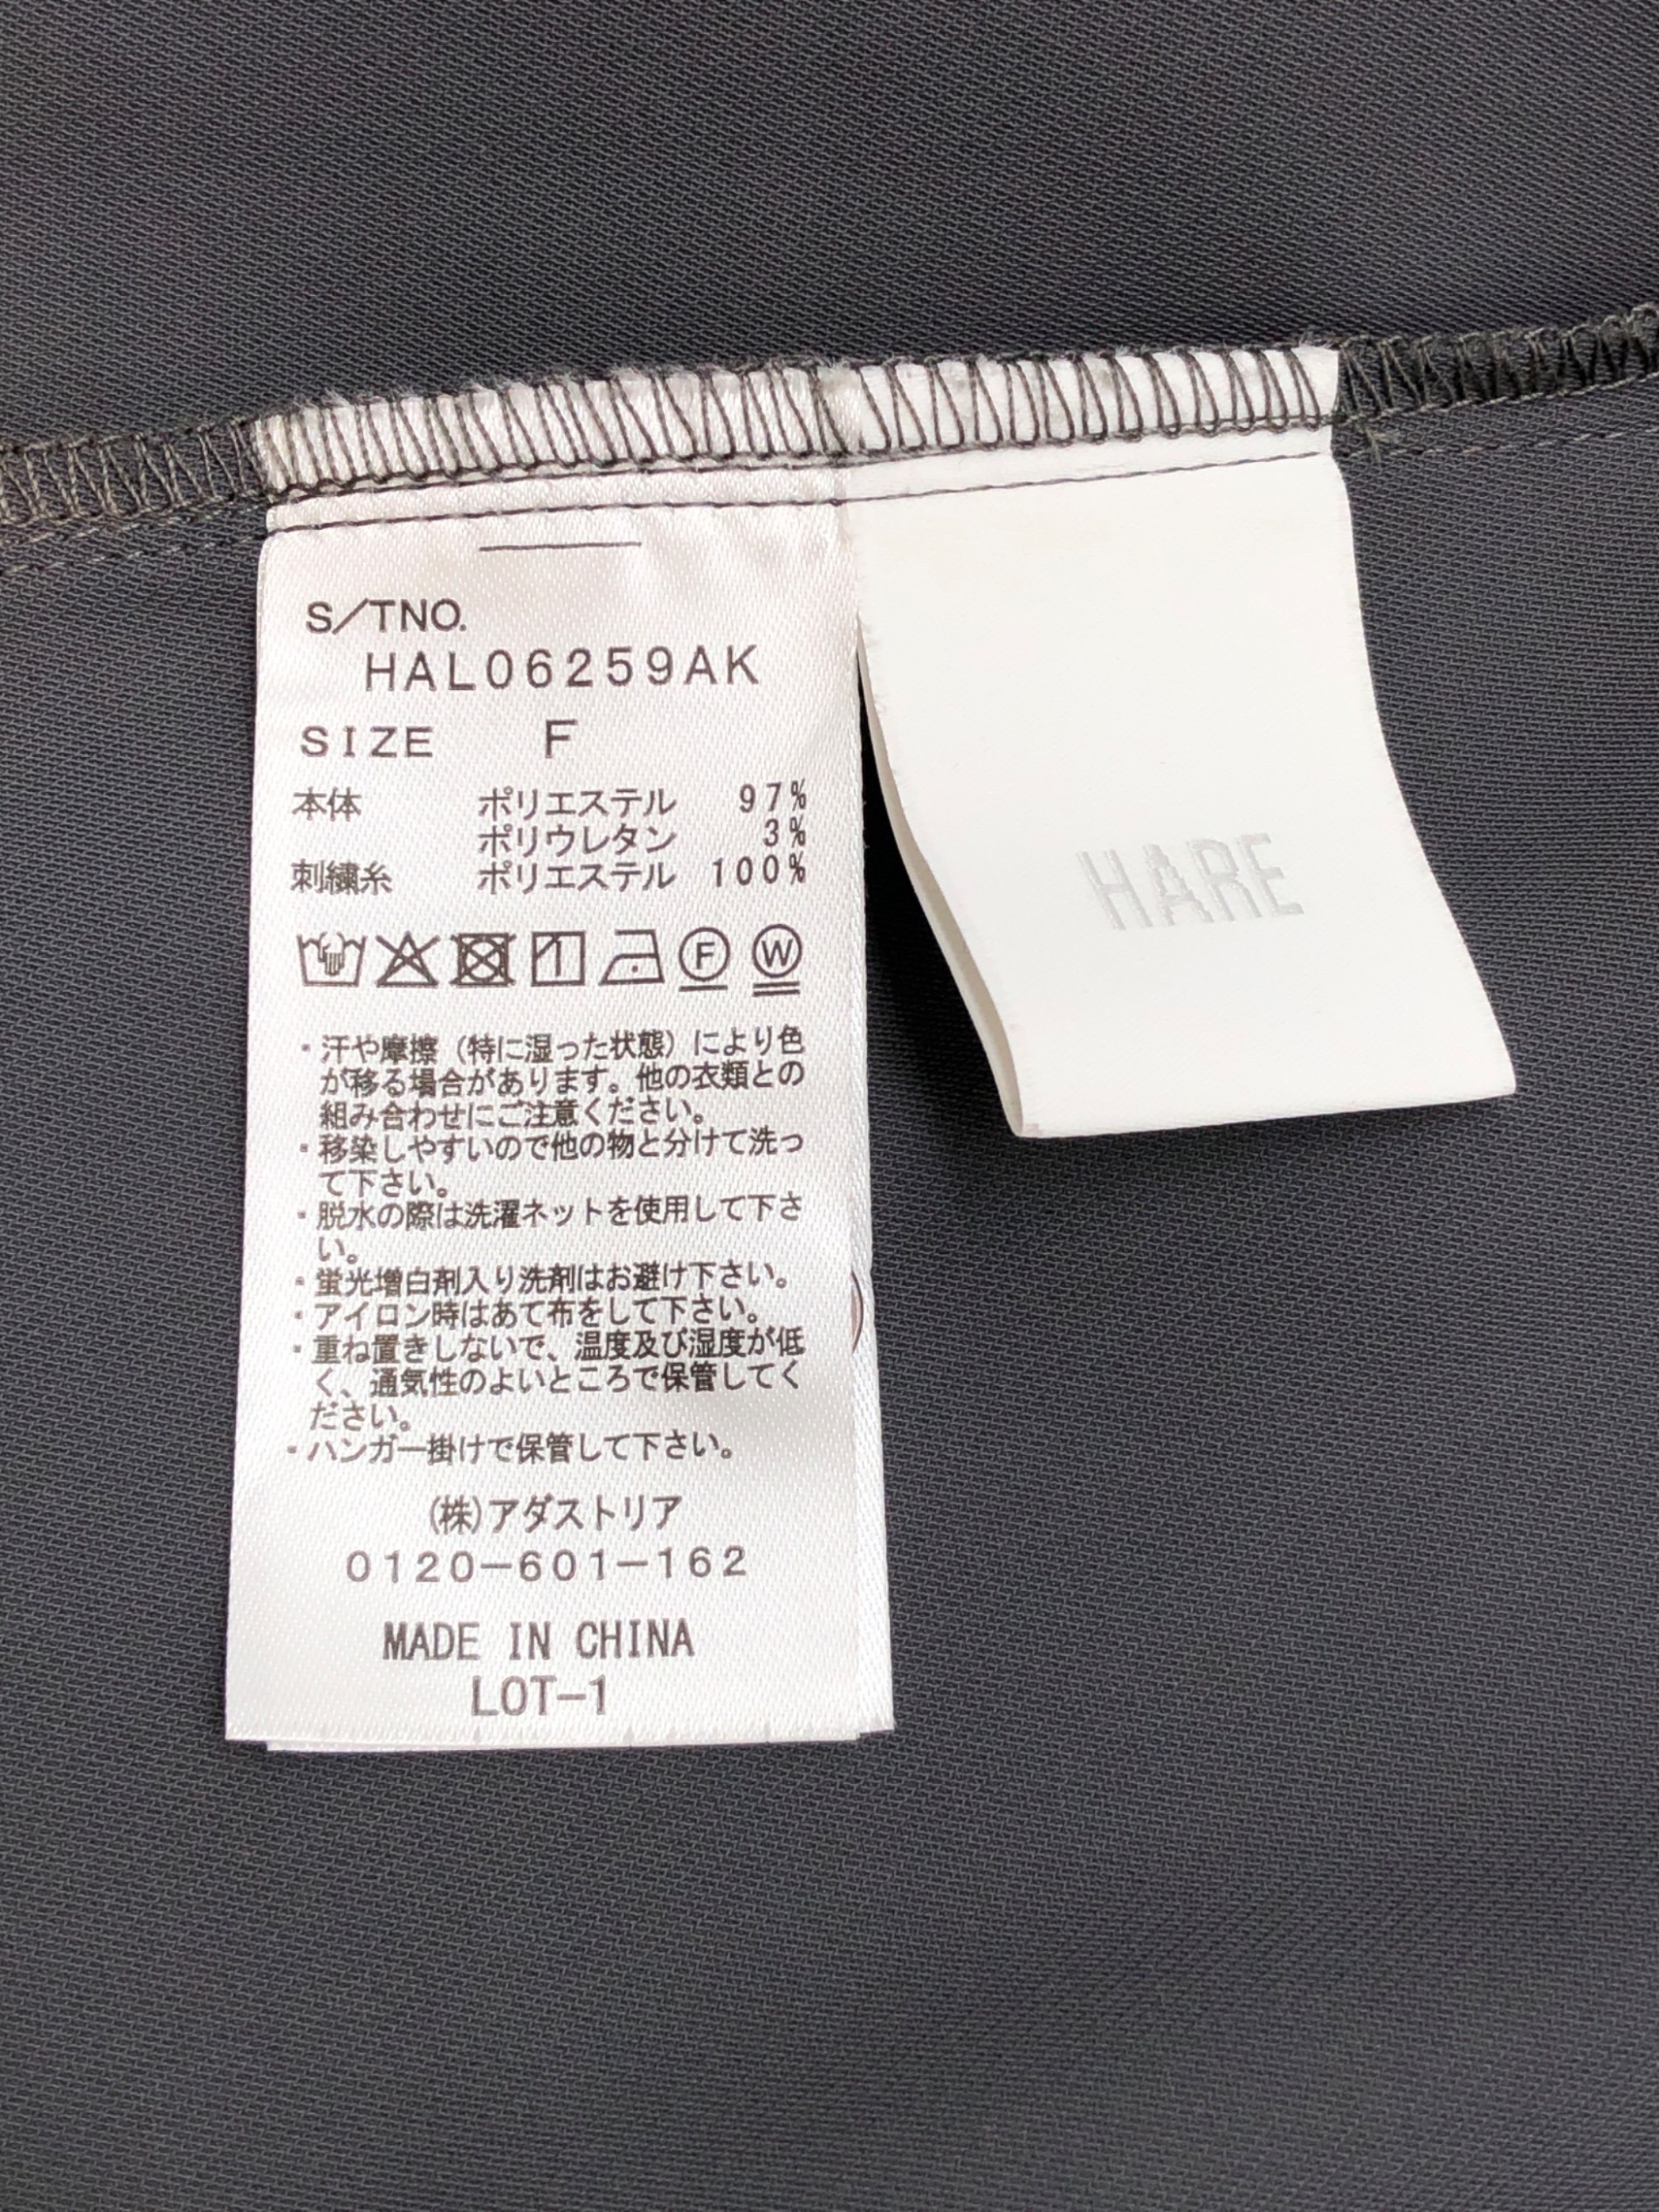 S/TNO.
HAL06259AK
SIZE F
本体 ポリエステル 97%
ポリウレタン 3%
刺繍糸 ポリエステル 100%
F W
・汗や摩擦（特に湿った状態）により色
が移る場合があります。他の衣類との
組み合わせにご注意ください。
・移染しやすいので他の物と分けて洗っ
て下さい。
・脱水の際は洗濯ネットを使用して下さ
い。
・蛍光増白剤入り洗剤はお避け下さい。
・アイロン時はあて布をして下さい。
・重ね置きしないで、温度及び湿度が低
く、通気性のよいところで保管してく
ださい。
・ハンガー掛けで保管して下さい。
(株)アダストリア
0120-601-162
MADE IN CHINA
LOT-1
HARE